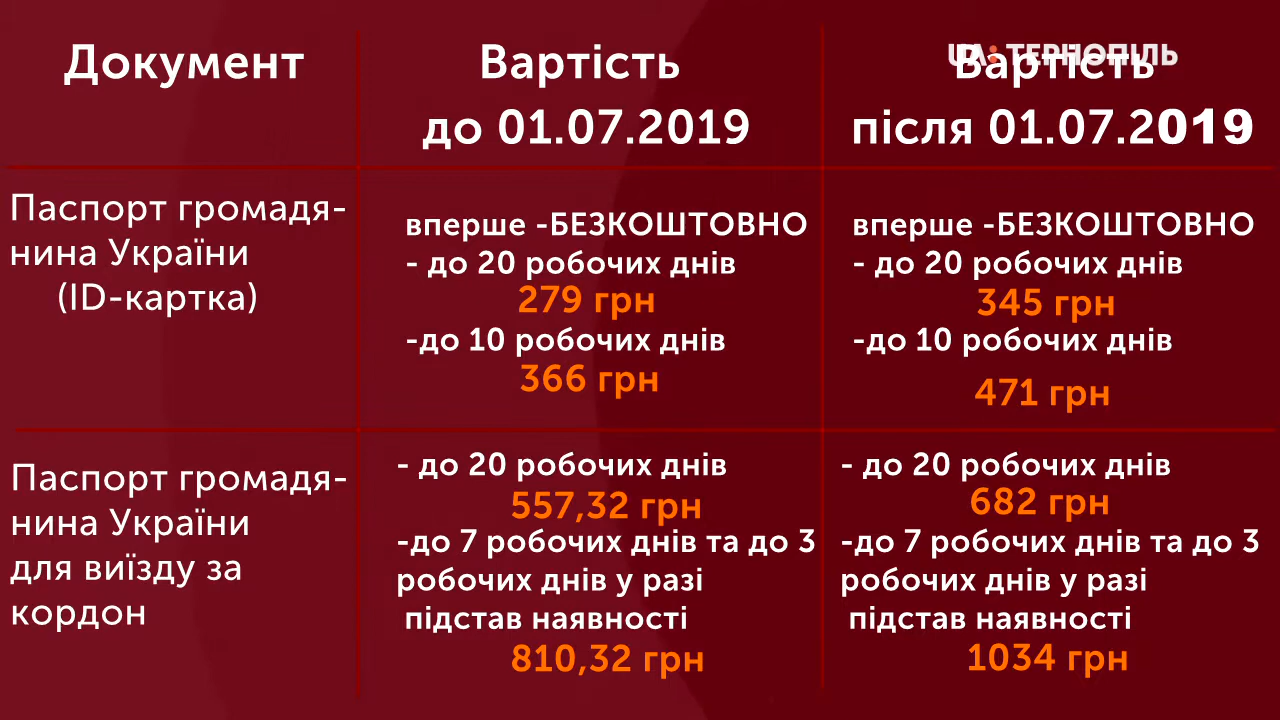 Документ
Вартість
до 01.07.2019
UA:ТЕРНОПІЛЬ
Вартість
після 01.07.2019
Паспорт громадя-
нина України
(ID-картка)
вперше -БЕЗКОШТОВНО
- до 20 робочих днів
279 грн
-до 10 робочих днів
366 грн
вперше -БЕЗКОШТОВНО
- до 20 робочих днів
345 грн
-до 10 робочих днів
471 грн
Паспорт громадя-
нина України
для виїзду за
кордон
- до 20 робочих днів
557,32 грн
-до 7 робочих днів та до 3
робочих днів у разі
підстав наявності
810,32 грн
- до 20 робочих днів
682 грн
-до 7 робочих днів та до 3
робочих днів у разі
підстав наявності
1034 грн